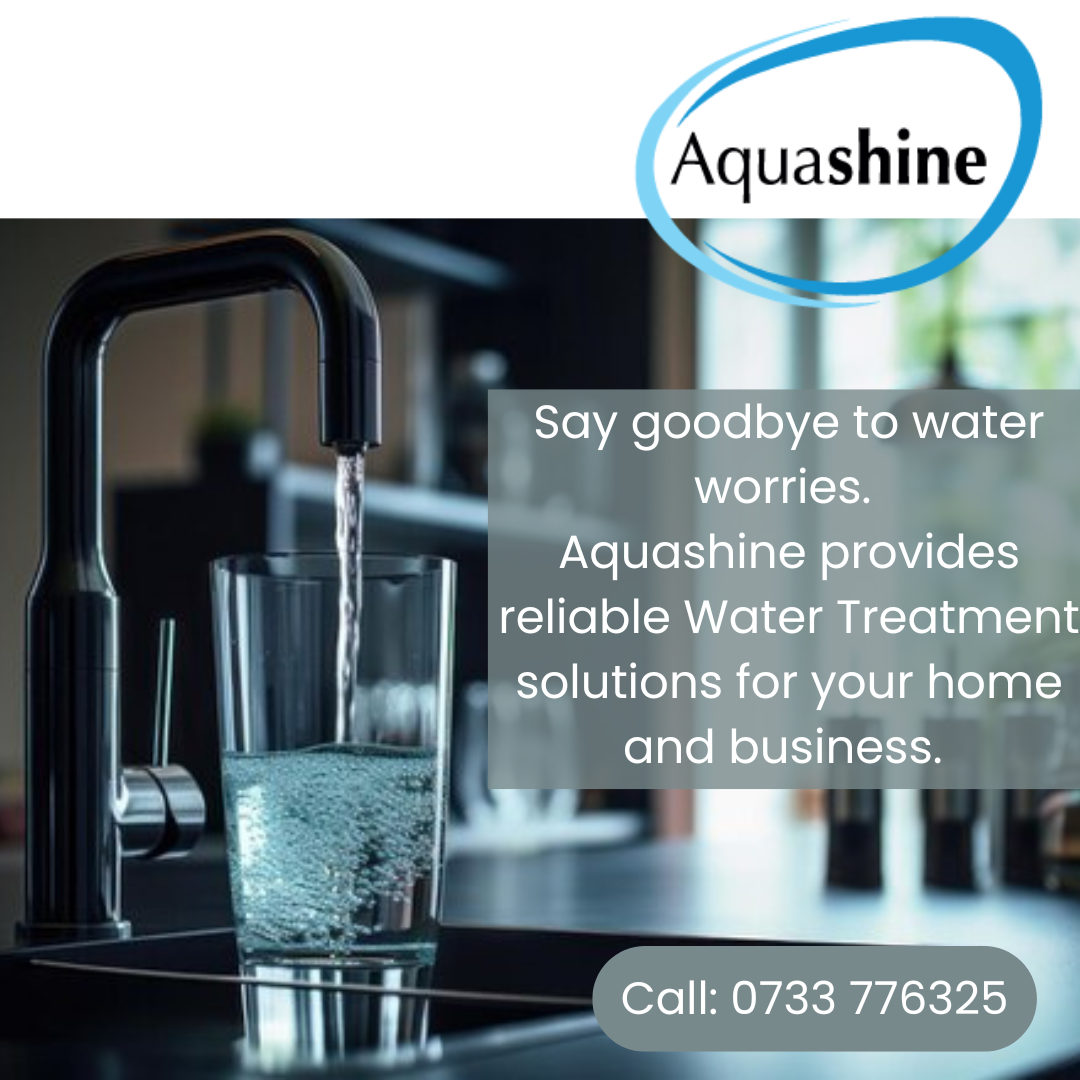 Aquashine
Say goodbye to water
worries.
Aquashine provides
reliable Water Treatment
solutions for your home
and business.
Call: 0733 776325